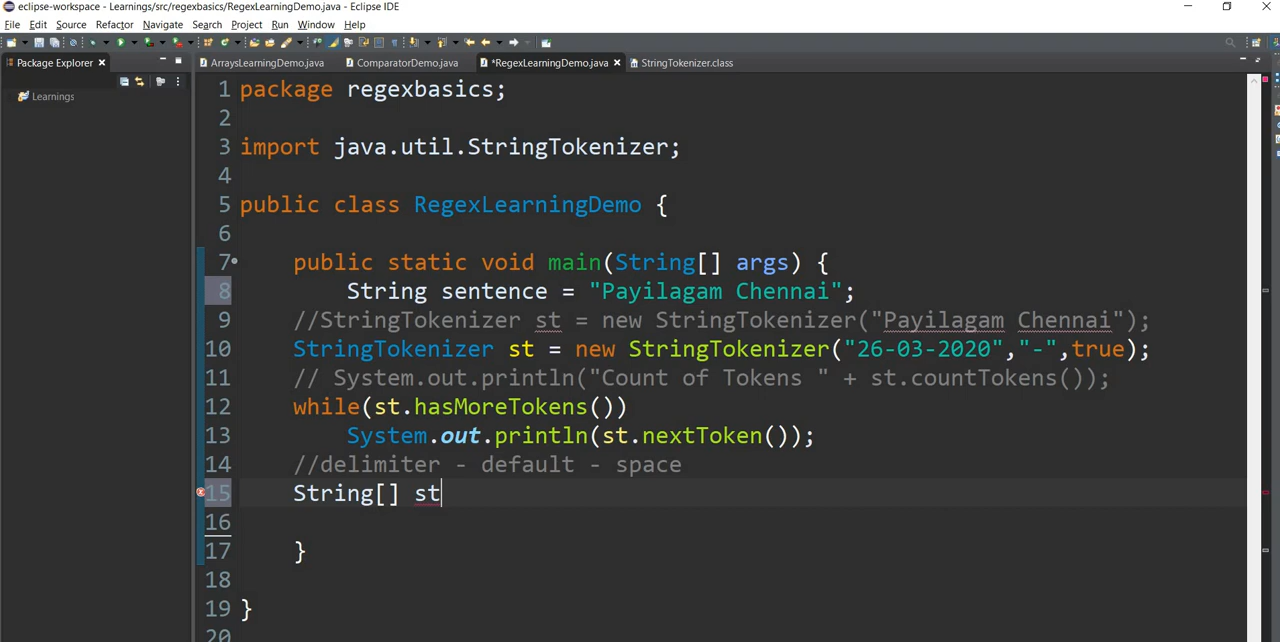 eclipse-workspace - Learnings/src/regexbasics/RegexLearningDemo.java - Eclipse IDE
File Edit Source Refactor Navigate Search Project Run Window Help
Package Explorer
ArraysLearningDemo.java ComparatorDemo.java *RegexLearningDemo.java StringTokenizer.class
Learnings
1 package regexbasics;
2
3 import java.util.StringTokenizer;
4
5 public class RegexLearningDemo {
6
7 public static void main(String[] args) {
8 String sentence = "Payilagam Chennai";
9 //StringTokenizer st = new StringTokenizer("Payilagam Chennai");
10 StringTokenizer st = new StringTokenizer("26-03-2020","-",true);
11 // System.out.println("Count of Tokens " + st.countTokens());
12 while(st.hasMoreTokens())
13 System.out.println(st.nextToken());
14 //delimiter - default - space
15 String[] st
16
17 }
18
19 }
20